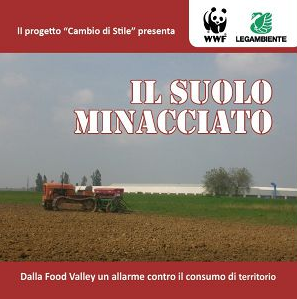 Il progetto “Cambio di Stile” presenta
WWF
LEGAMBIENTE
IL SUOLO
MINACCIATO
Dalla Food Valley un allarme contro il consumo di territorio